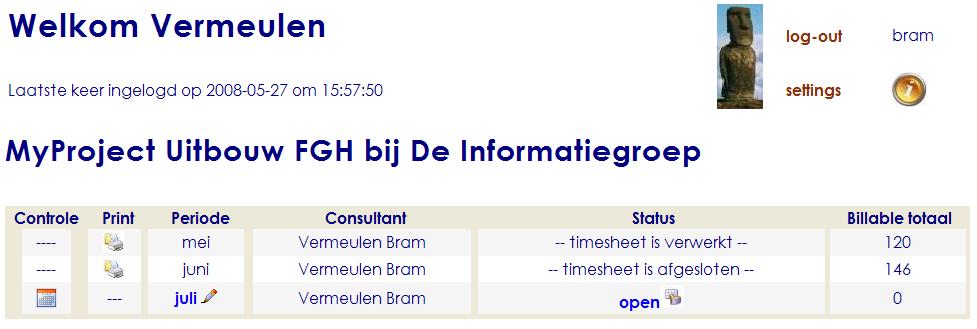 Welkom Vermeulen
log-out bram
Laatste keer ingelogd op 2008-05-27 om 15:57:50
settings
MyProject Uitbouw FGH bij De Informatiegroep
Controle Print Periode Consultant Status Billable totaal
---- mei Vermeulen Bram -- timesheet is verwerkt -- 120
---- juni Vermeulen Bram -- timesheet is afgesloten -- 146
--- juli Vermeulen Bram open 0